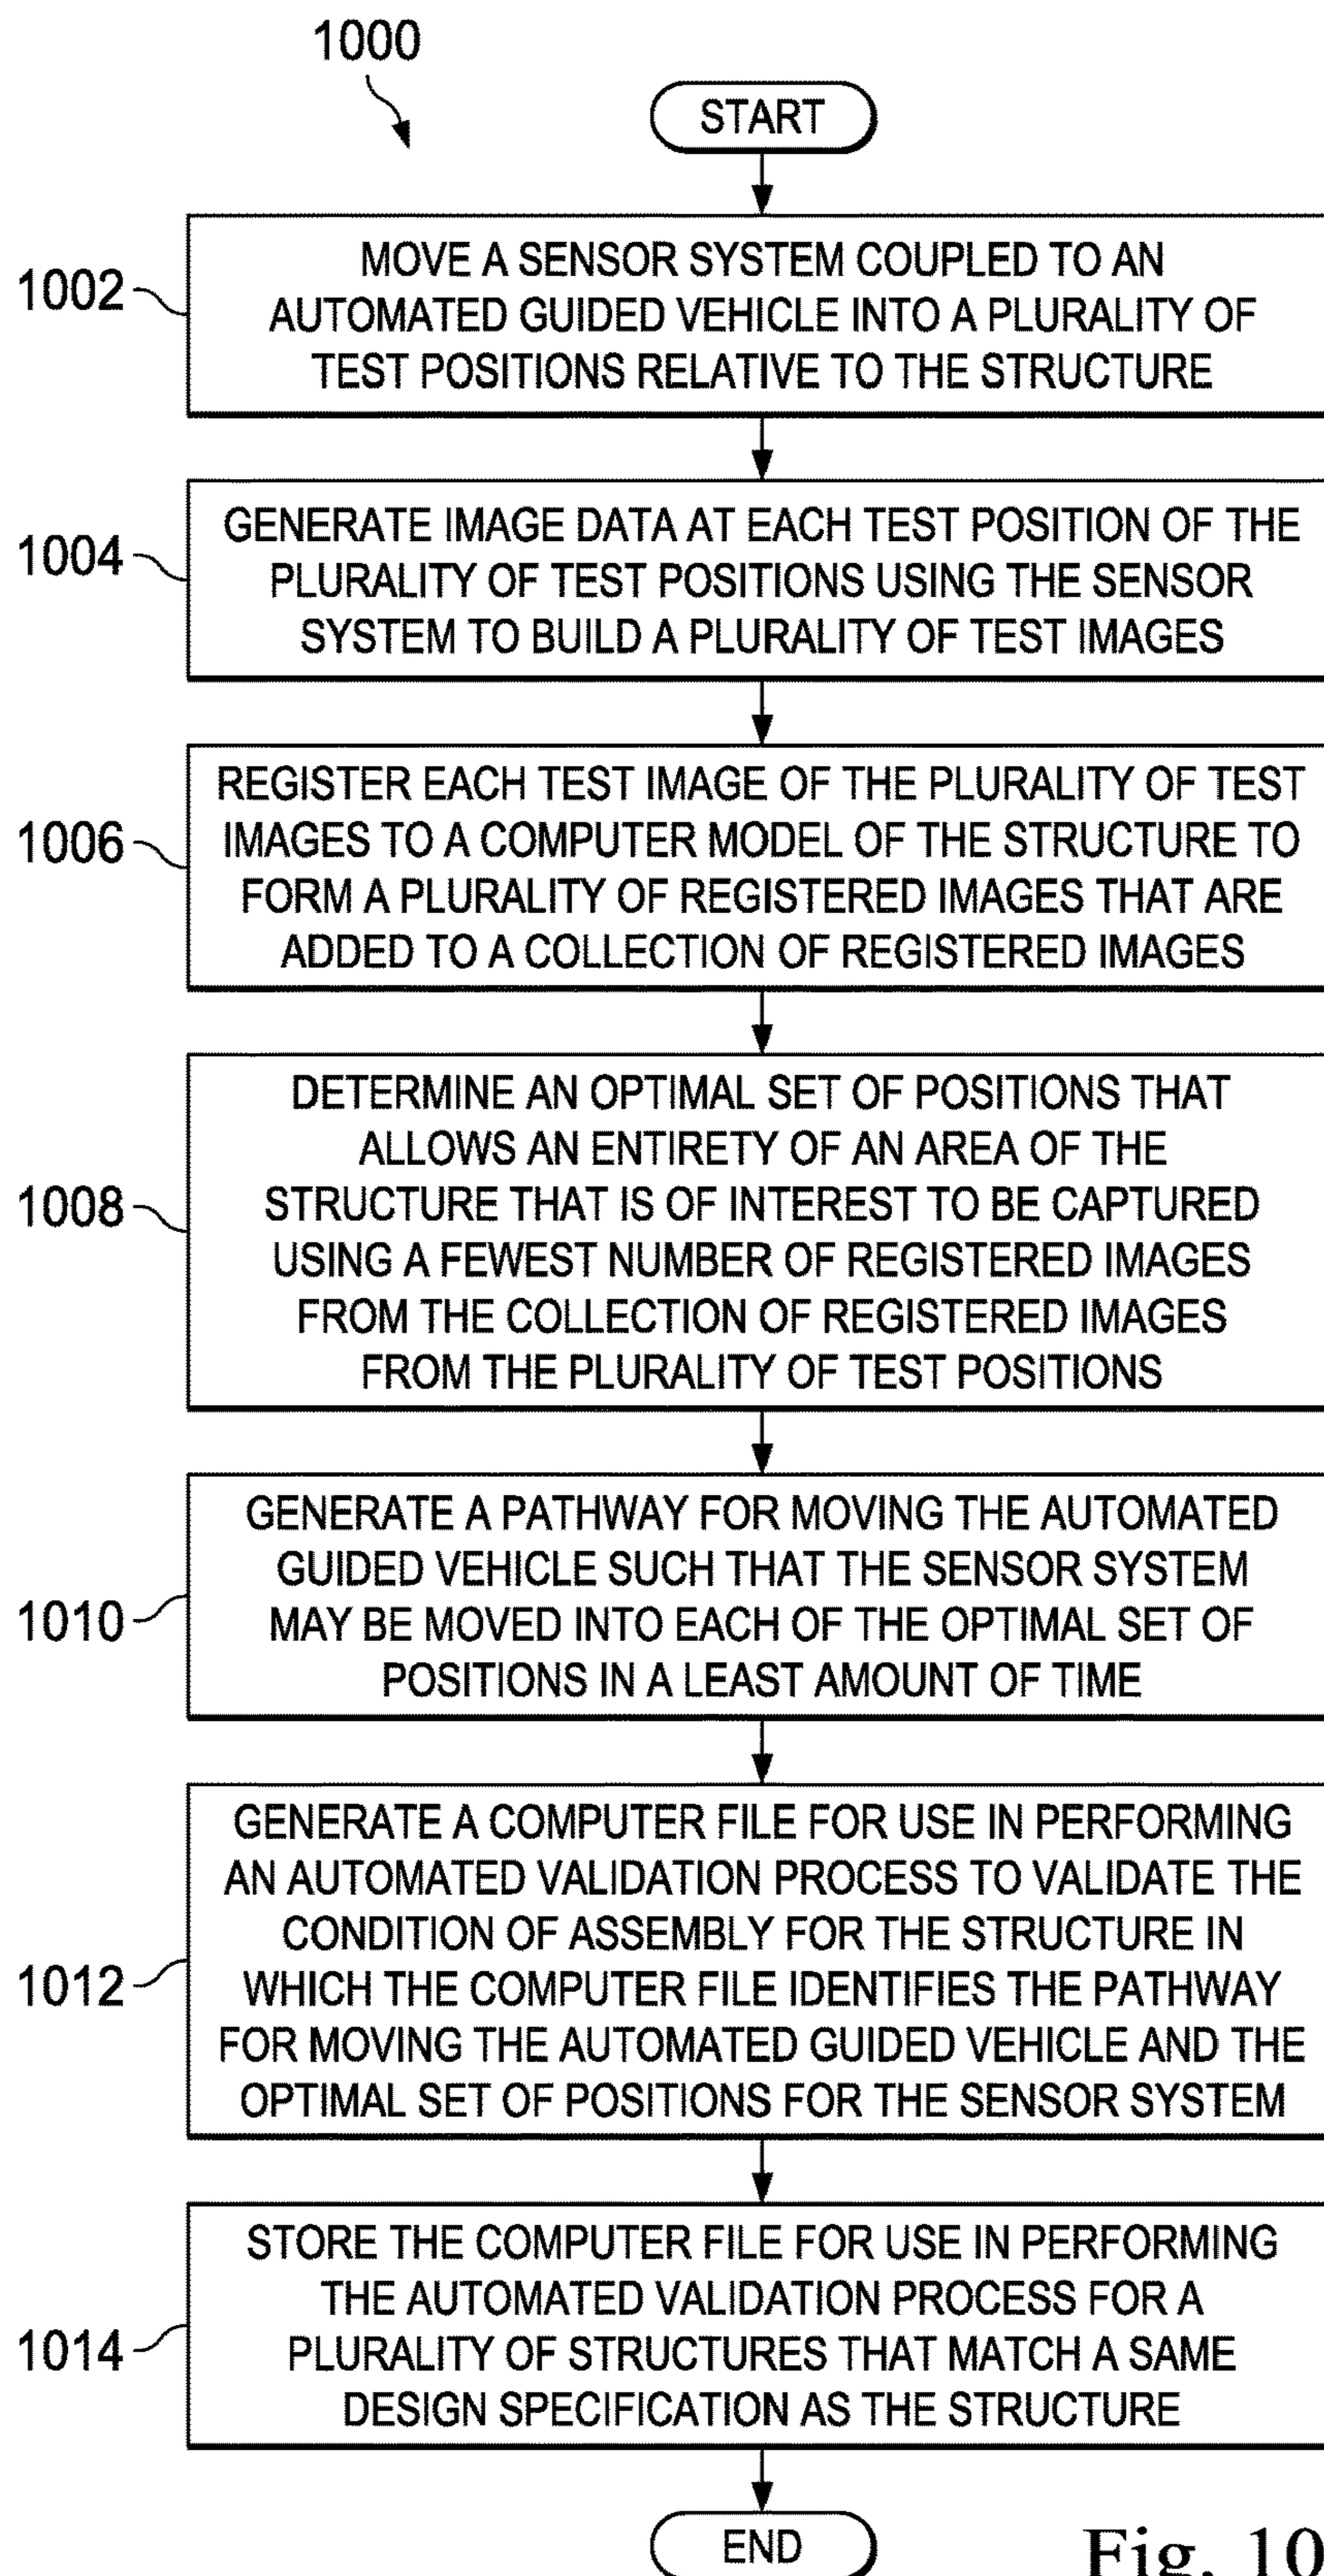 1000
START
1002
MOVE A SENSOR SYSTEM COUPLED TO AN
AUTOMATED GUIDED VEHICLE INTO A PLURALITY OF
TEST POSITIONS RELATIVE TO THE STRUCTURE
1004
GENERATE IMAGE DATA AT EACH TEST POSITION OF THE
PLURALITY OF TEST POSITIONS USING THE SENSOR
SYSTEM TO BUILD A PLURALITY OF TEST IMAGES
1006
REGISTER EACH TEST IMAGE OF THE PLURALITY OF TEST
IMAGES TO A COMPUTER MODEL OF THE STRUCTURE TO
FORM A PLURALITY OF REGISTERED IMAGES THAT ARE
ADDED TO A COLLECTION OF REGISTERED IMAGES
1008
DETERMINE AN OPTIMAL SET OF POSITIONS THAT
ALLOWS AN ENTIRETY OF AN AREA OF THE
STRUCTURE THAT IS OF INTEREST TO BE CAPTURED
USING A FEWEST NUMBER OF REGISTERED IMAGES
FROM THE COLLECTION OF REGISTERED IMAGES
FROM THE PLURALITY OF TEST POSITIONS
1010
GENERATE A PATHWAY FOR MOVING THE AUTOMATED
GUIDED VEHICLE SUCH THAT THE SENSOR SYSTEM
MAY BE MOVED INTO EACH OF THE OPTIMAL SET OF
POSITIONS IN A LEAST AMOUNT OF TIME
1012
GENERATE A COMPUTER FILE FOR USE IN PERFORMING
AN AUTOMATED VALIDATION PROCESS TO VALIDATE THE
CONDITION OF ASSEMBLY FOR THE STRUCTURE IN
WHICH THE COMPUTER FILE IDENTIFIES THE PATHWAY
FOR MOVING THE AUTOMATED GUIDED VEHICLE AND THE
OPTIMAL SET OF POSITIONS FOR THE SENSOR SYSTEM
1014
STORE THE COMPUTER FILE FOR USE IN PERFORMING
THE AUTOMATED VALIDATION PROCESS FOR A
PLURALITY OF STRUCTURES THAT MATCH A SAME
DESIGN SPECIFICATION AS THE STRUCTURE
END
Fig. 10